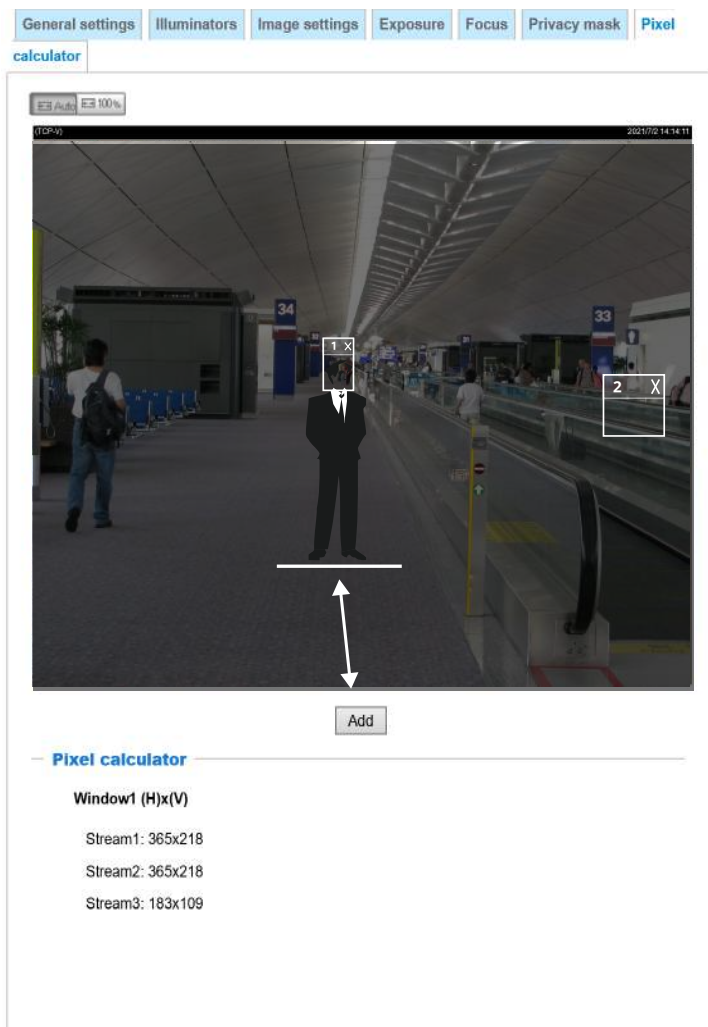 General settings Illuminators Image settings Exposure Focus Privacy mask Pixel
calculator
Auto 100%
(TCP-V) 2021/7/2 14:14:11
34
33
1 X
2 X
Add
Pixel calculator
Window1 (H)x(V)
Stream1: 365x218
Stream2: 365x218
Stream3: 183x109